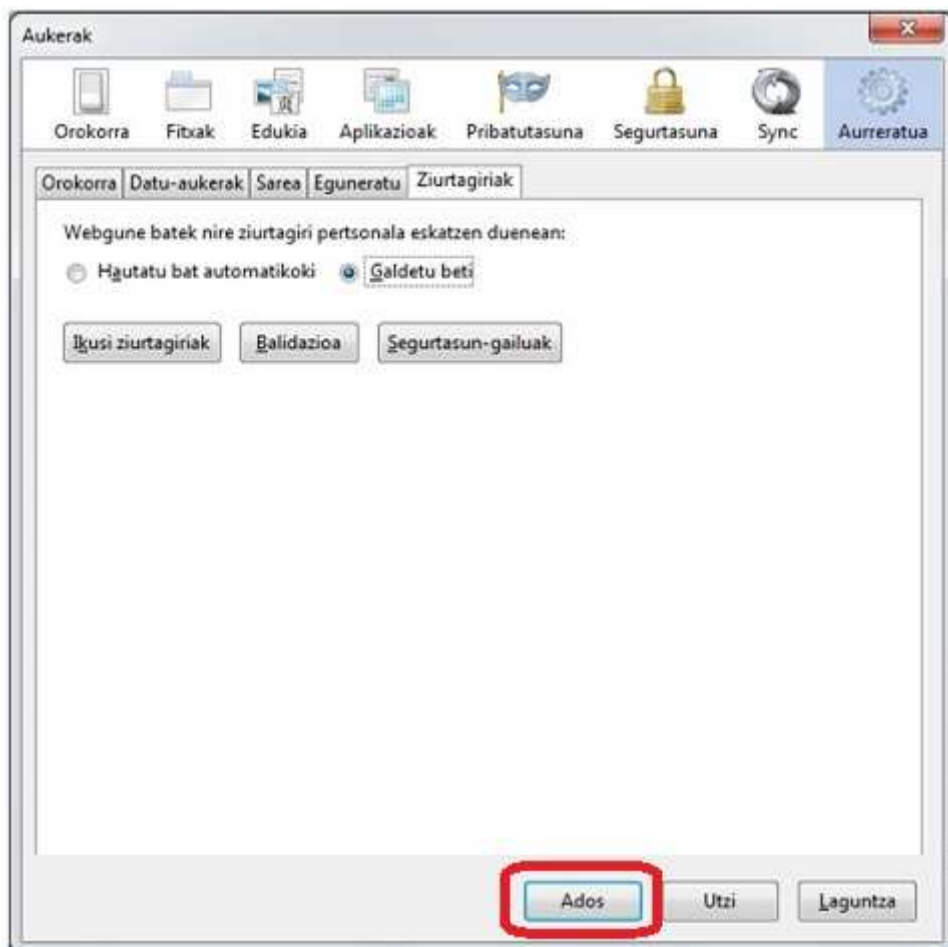 Aukerak
Orokorra Fitxak Edukia Aplikazioak Pribatutasuna Segurtasuna Sync Aurreratua
Orokorra Datu-aukerak Sarea Eguneratu Ziurtagiriak
Webgune batek nire ziurtagiri pertsonala eskatzen duenean:
Hautatu bat automatikoki Galdetu beti
Ikusi ziurtagiriak Balidazioa Segurtasun-gailuak
Ados Utzi Laguntza